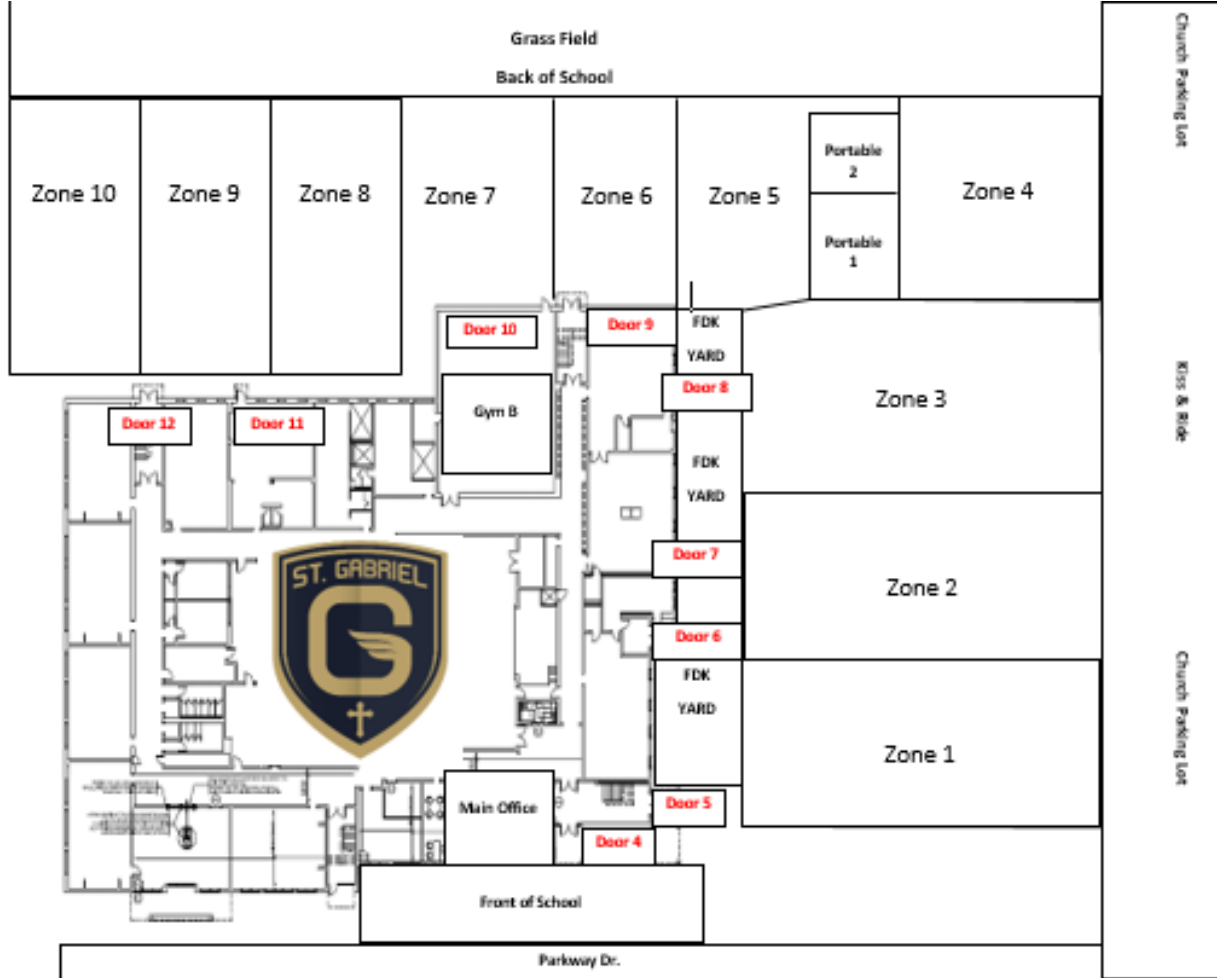 Grass Field
Back of School
Church Parking Lot
Zone 10
Zone 9
Zone 8
Zone 7
Zone 6
Zone 5
Portable
2
Portable
1
Zone 4
Door 10
Door 9
FDK
YARD
Door 8
Gym B
Door 12
Door 11
Zone 3
Kiss & Ride
FDK
YARD
Door 7
Zone 2
ST. GABRIEL
G
Door 6
FDK
YARD
Zone 1
Church Parking Lot
Main Office
Door 5
Door 4
Front of School
Parkway Dr.